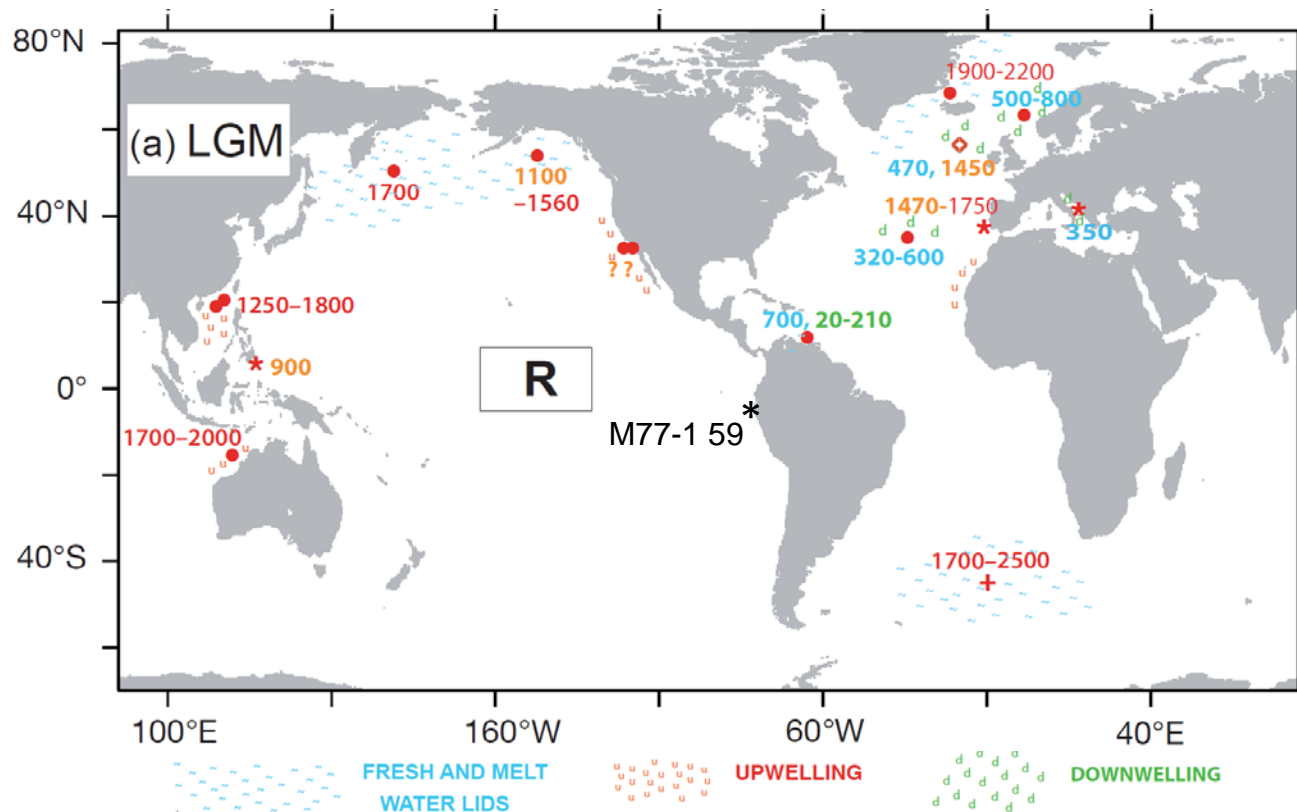 80°N
(a) LGM
1900-2200
500-800
1700
1100
–1560
470, 1450
40°N
1470-1750
350
320-600
? ?
1250–1800
700, 20-210
900
R
0°
M77-1 59
1700–2000
40°S
1700–2500
100°E
160°W
60°W
40°E
FRESH AND MELT
WATER LIDS
UPWELLING
DOWNWELLING